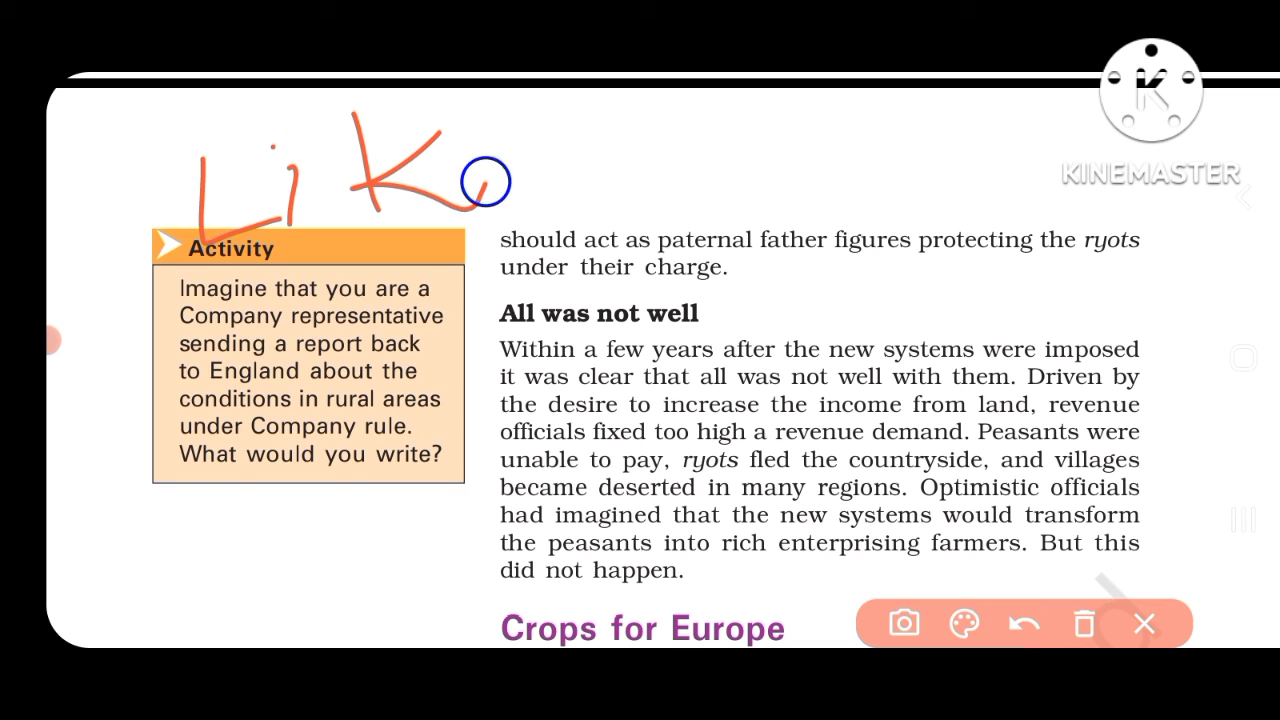 KINEMASTER
Li K
Activity
Imagine that you are a
Company representative
sending a report back
to England about the
conditions in rural areas
under Company rule.
What would you write?
should act as paternal father figures protecting the ryots
under their charge.
All was not well
Within a few years after the new systems were imposed
it was clear that all was not well with them. Driven by
the desire to increase the income from land, revenue
officials fixed too high a revenue demand. Peasants were
unable to pay, ryots fled the countryside, and villages
became deserted in many regions. Optimistic officials
had imagined that the new systems would transform
the peasants into rich enterprising farmers. But this
did not happen.
Crops for Europe